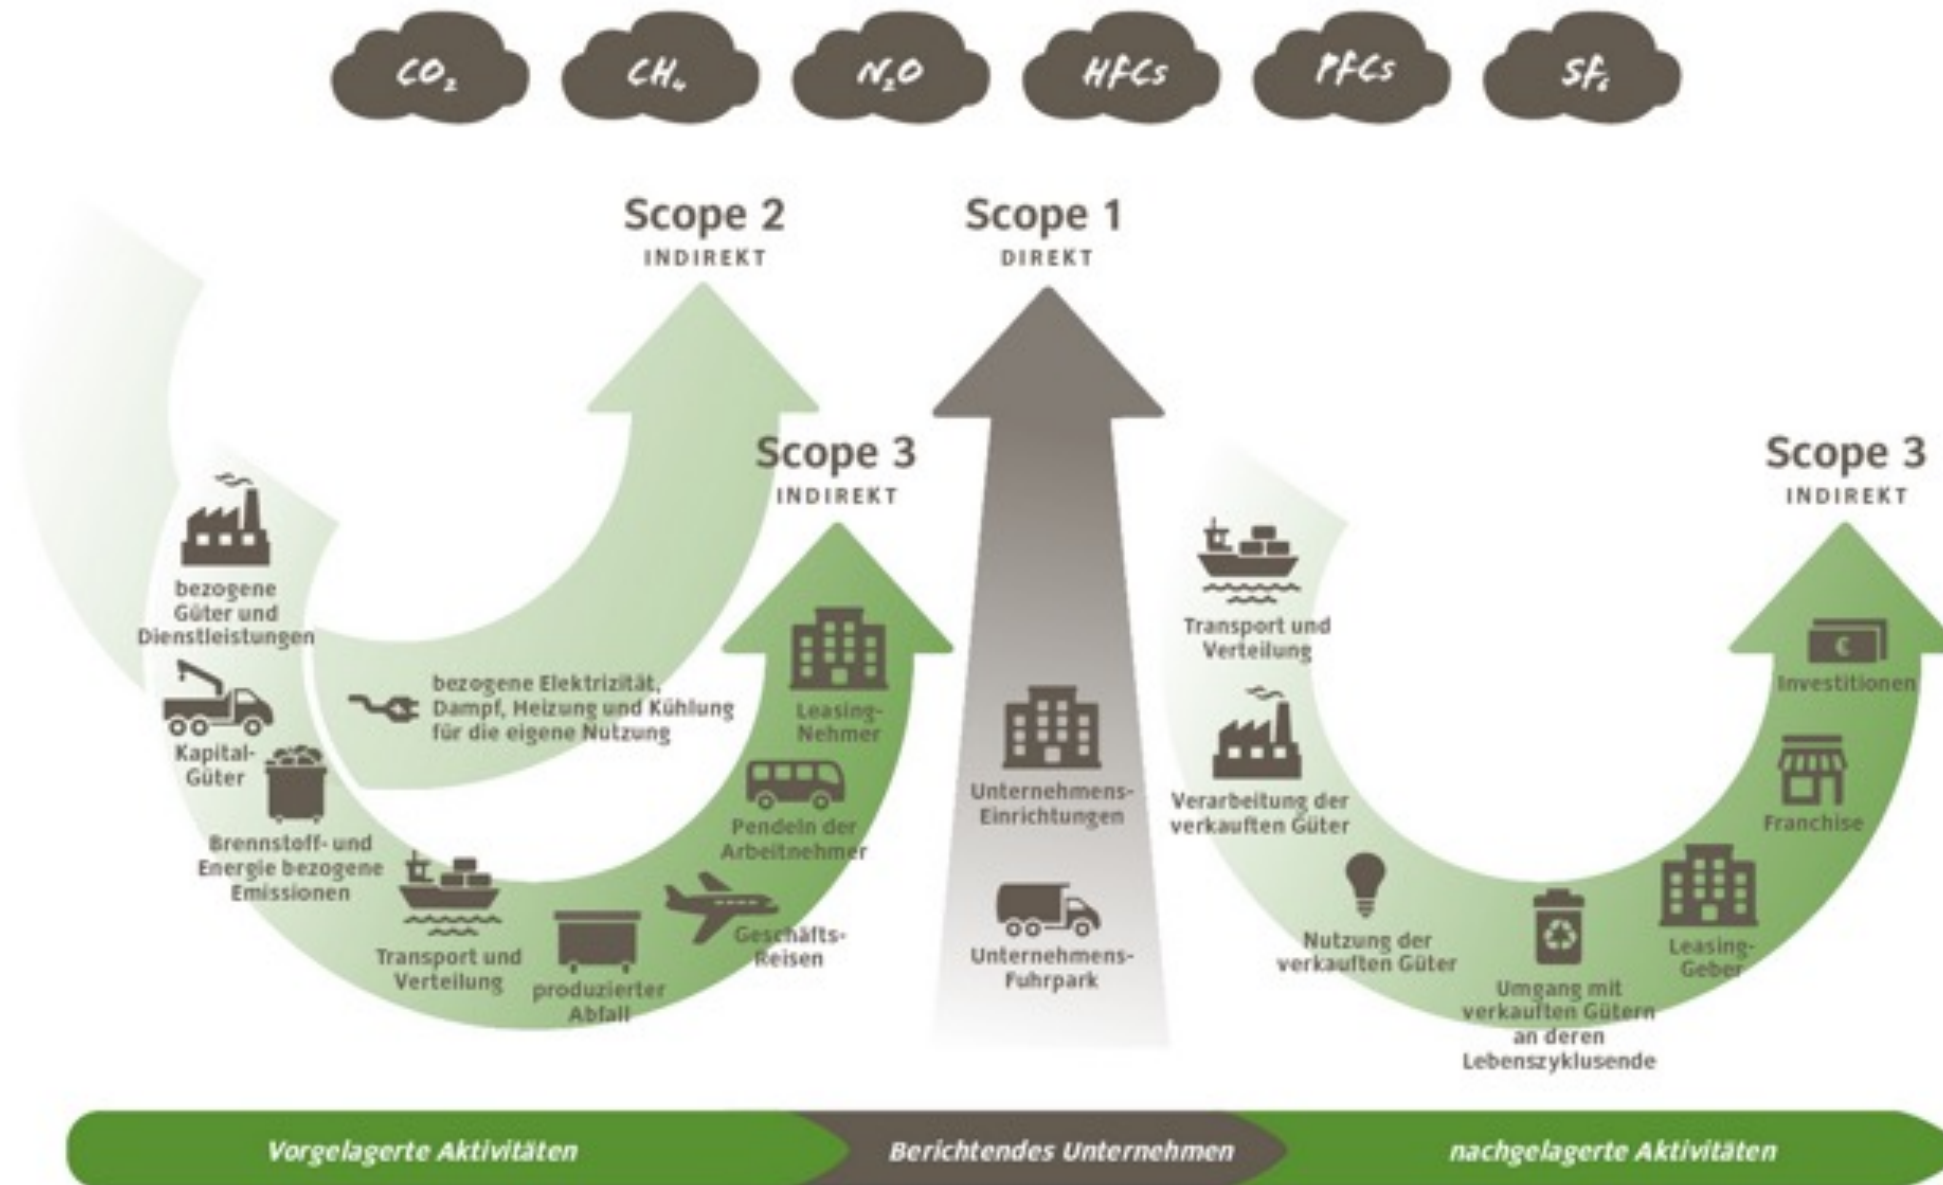 CO₂
CH₄
N₂O
HFCs
PFCs
SF₆
Scope 2
INDIREKT
Scope 1
DIREKT
Scope 3
INDIREKT
Scope 3
INDIREKT
bezogene
Güter und
Dienstleistungen
Kapital-
Güter
Brennstoff- und
Energie bezogene
Emissionen
Transport und
Verteilung
produzierter
Abfall
Geschäfts-
Reisen
Pendeln der
Arbeitnehmer
Leasing-
Nehmer
bezogene Elektrizität,
Dampf, Heizung und Kühlung
für die eigene Nutzung
Unternehmens-
Einrichtungen
Unternehmens-
Fuhrpark
Transport und
Verteilung
Verarbeitung der
verkauften Güter
Nutzung der
verkauften Güter
Umgang mit
verkauften Gütern
an deren
Lebenszyklusende
Leasing-
Geber
Franchise
€
Investitionen
Vorgelagerte Aktivitäten
Berichtendes Unternehmen
nachgelagerte Aktivitäten